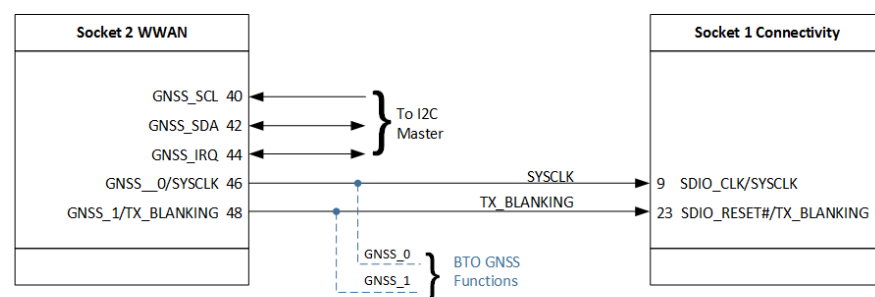 Socket 2 WWAN
Socket 1 Connectivity
GNSS_SCL 40
GNSS_SDA 42
GNSS_IRQ 44
To I2C
Master
GNSS__0/SYSCLK 46
SYSCLK
9 SDIO_CLK/SYSCLK
GNSS_1/TX_BLANKING 48
TX_BLANKING
23 SDIO_RESET#/TX_BLANKING
GNSS_0
GNSS_1
BTO GNSS
Functions